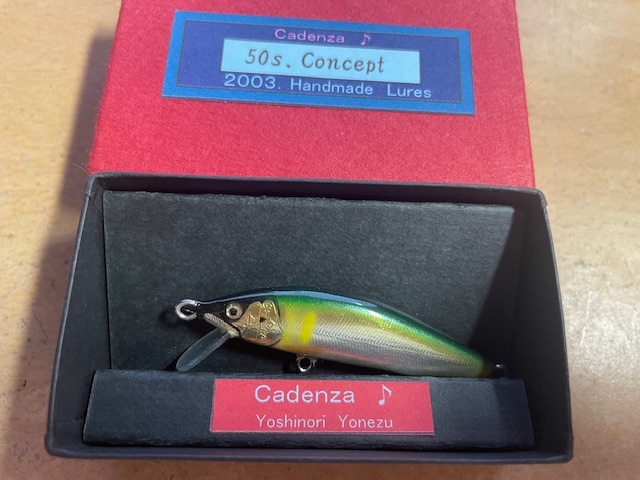 Cadenza ♪
50s. Concept
2003. Handmade Lures
Cadenza ♪
Yoshinori Yonezu